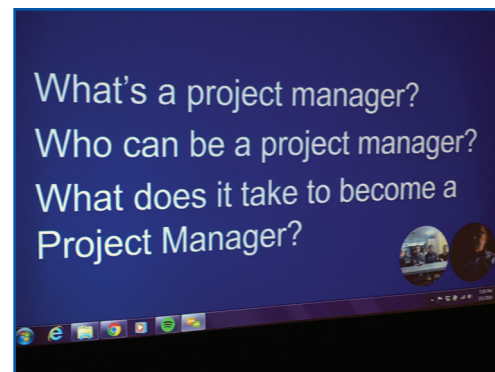 What's a project manager?
Who can be a project manager?
What does it take to become a
Project Manager?